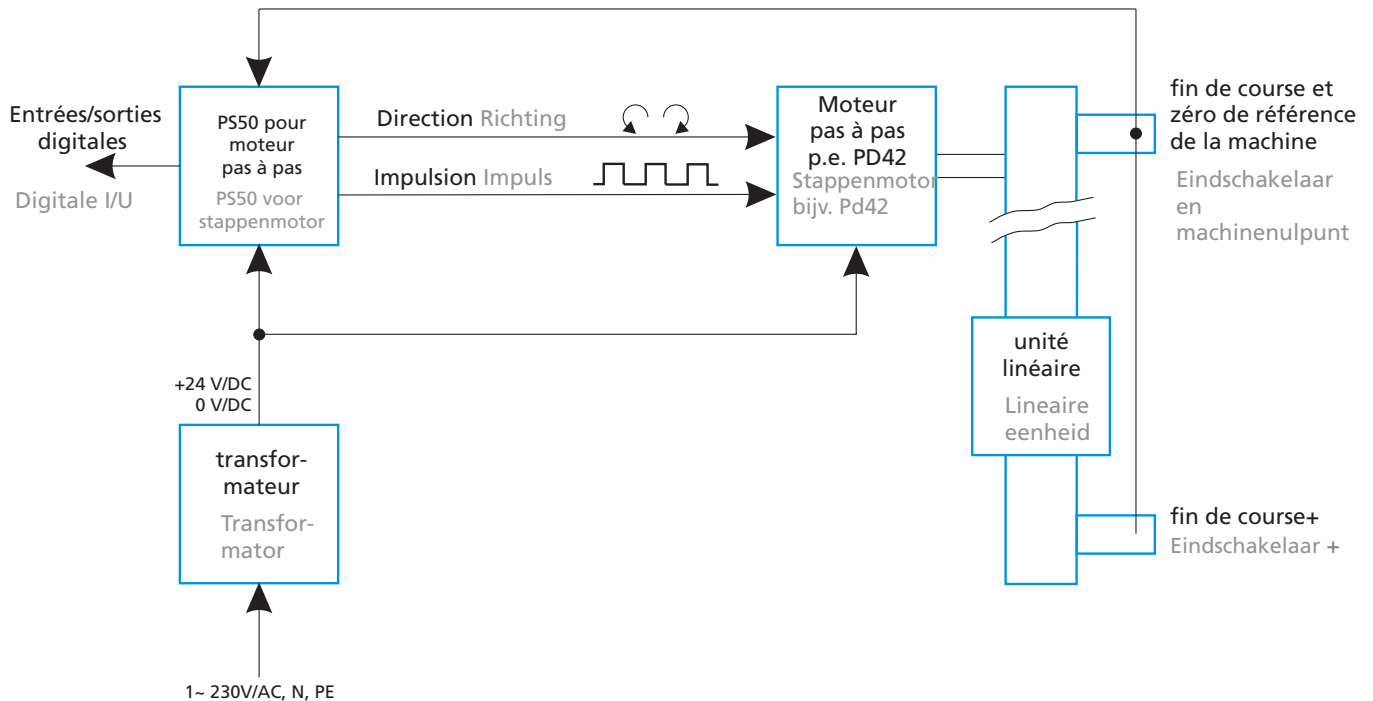 Entrées/sorties
digitales
Digitale I/U
PS50 pour
moteur
pas à pas
PS50 voor
stappenmotor
Direction Richting
Impulsion Impuls
Moteur
pas à pas
p.e. PD42
Stappenmotor
bijv. Pd42
fin de course et
zéro de référence
de la machine
Eindschakelaar
en
machinenulpunt
unité
linéaire
Lineaire
eenheid
+24 V/DC
0 V/DC
transfor-
mateur
Transfor-
mator
fin de course+
Eindschakelaar +
1~ 230V/AC, N, PE